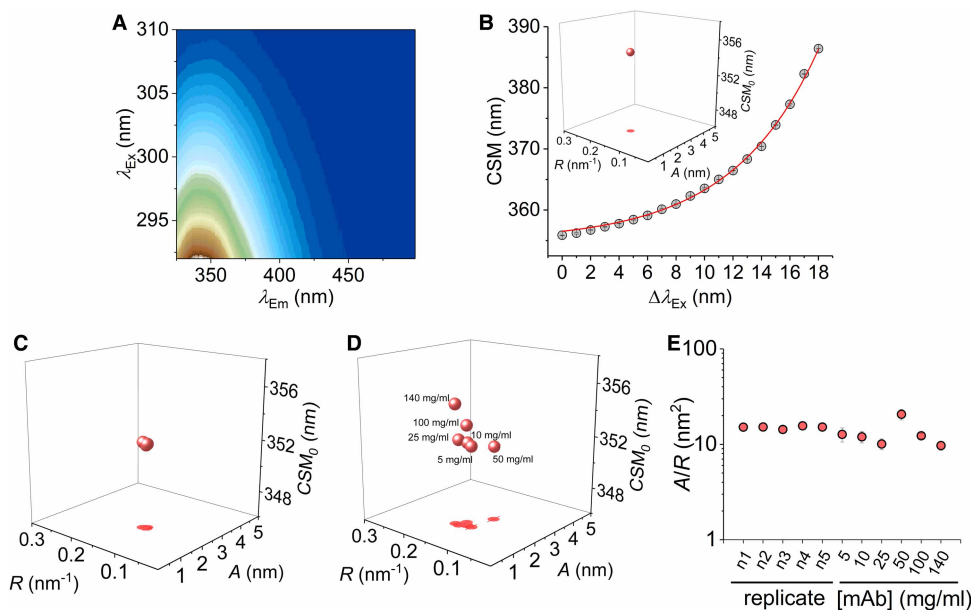 A
310
305
300
295
λEx (nm)
350
400
450
λEm (nm)
B
390
380
370
360
CSM (nm)
0 2 4 6 8 10 12 14 16 18
ΔλEx (nm)
356
352
348
CSM0 (nm)
0.3
0.2
0.1
R (nm-1)
1 2 3 4 5
A (nm)
C
356
352
348
CSM0 (nm)
0.3
0.2
0.1
R (nm-1)
1 2 3 4 5
A (nm)
D
140 mg/ml
100 mg/ml
25 mg/ml
10 mg/ml
5 mg/ml
50 mg/ml
356
352
348
CSM0 (nm)
0.3
0.2
0.1
R (nm-1)
1 2 3 4 5
A (nm)
E
100
10
1
A/R (nm2)
n1 n2 n3 n4 n5 5 10 25 50 100 140
replicate [mAb] (mg/ml)